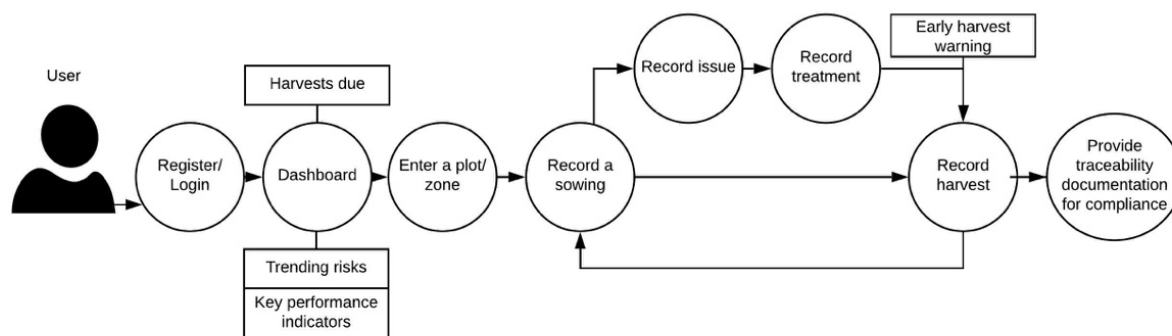 User
Register/
Login
Harvests due
Dashboard
Trending risks
Key performance
indicators
Enter a plot/
zone
Record a
sowing
Record issue
Record
treatment
Early harvest
warning
Record
harvest
Provide
traceability
documentation
for compliance